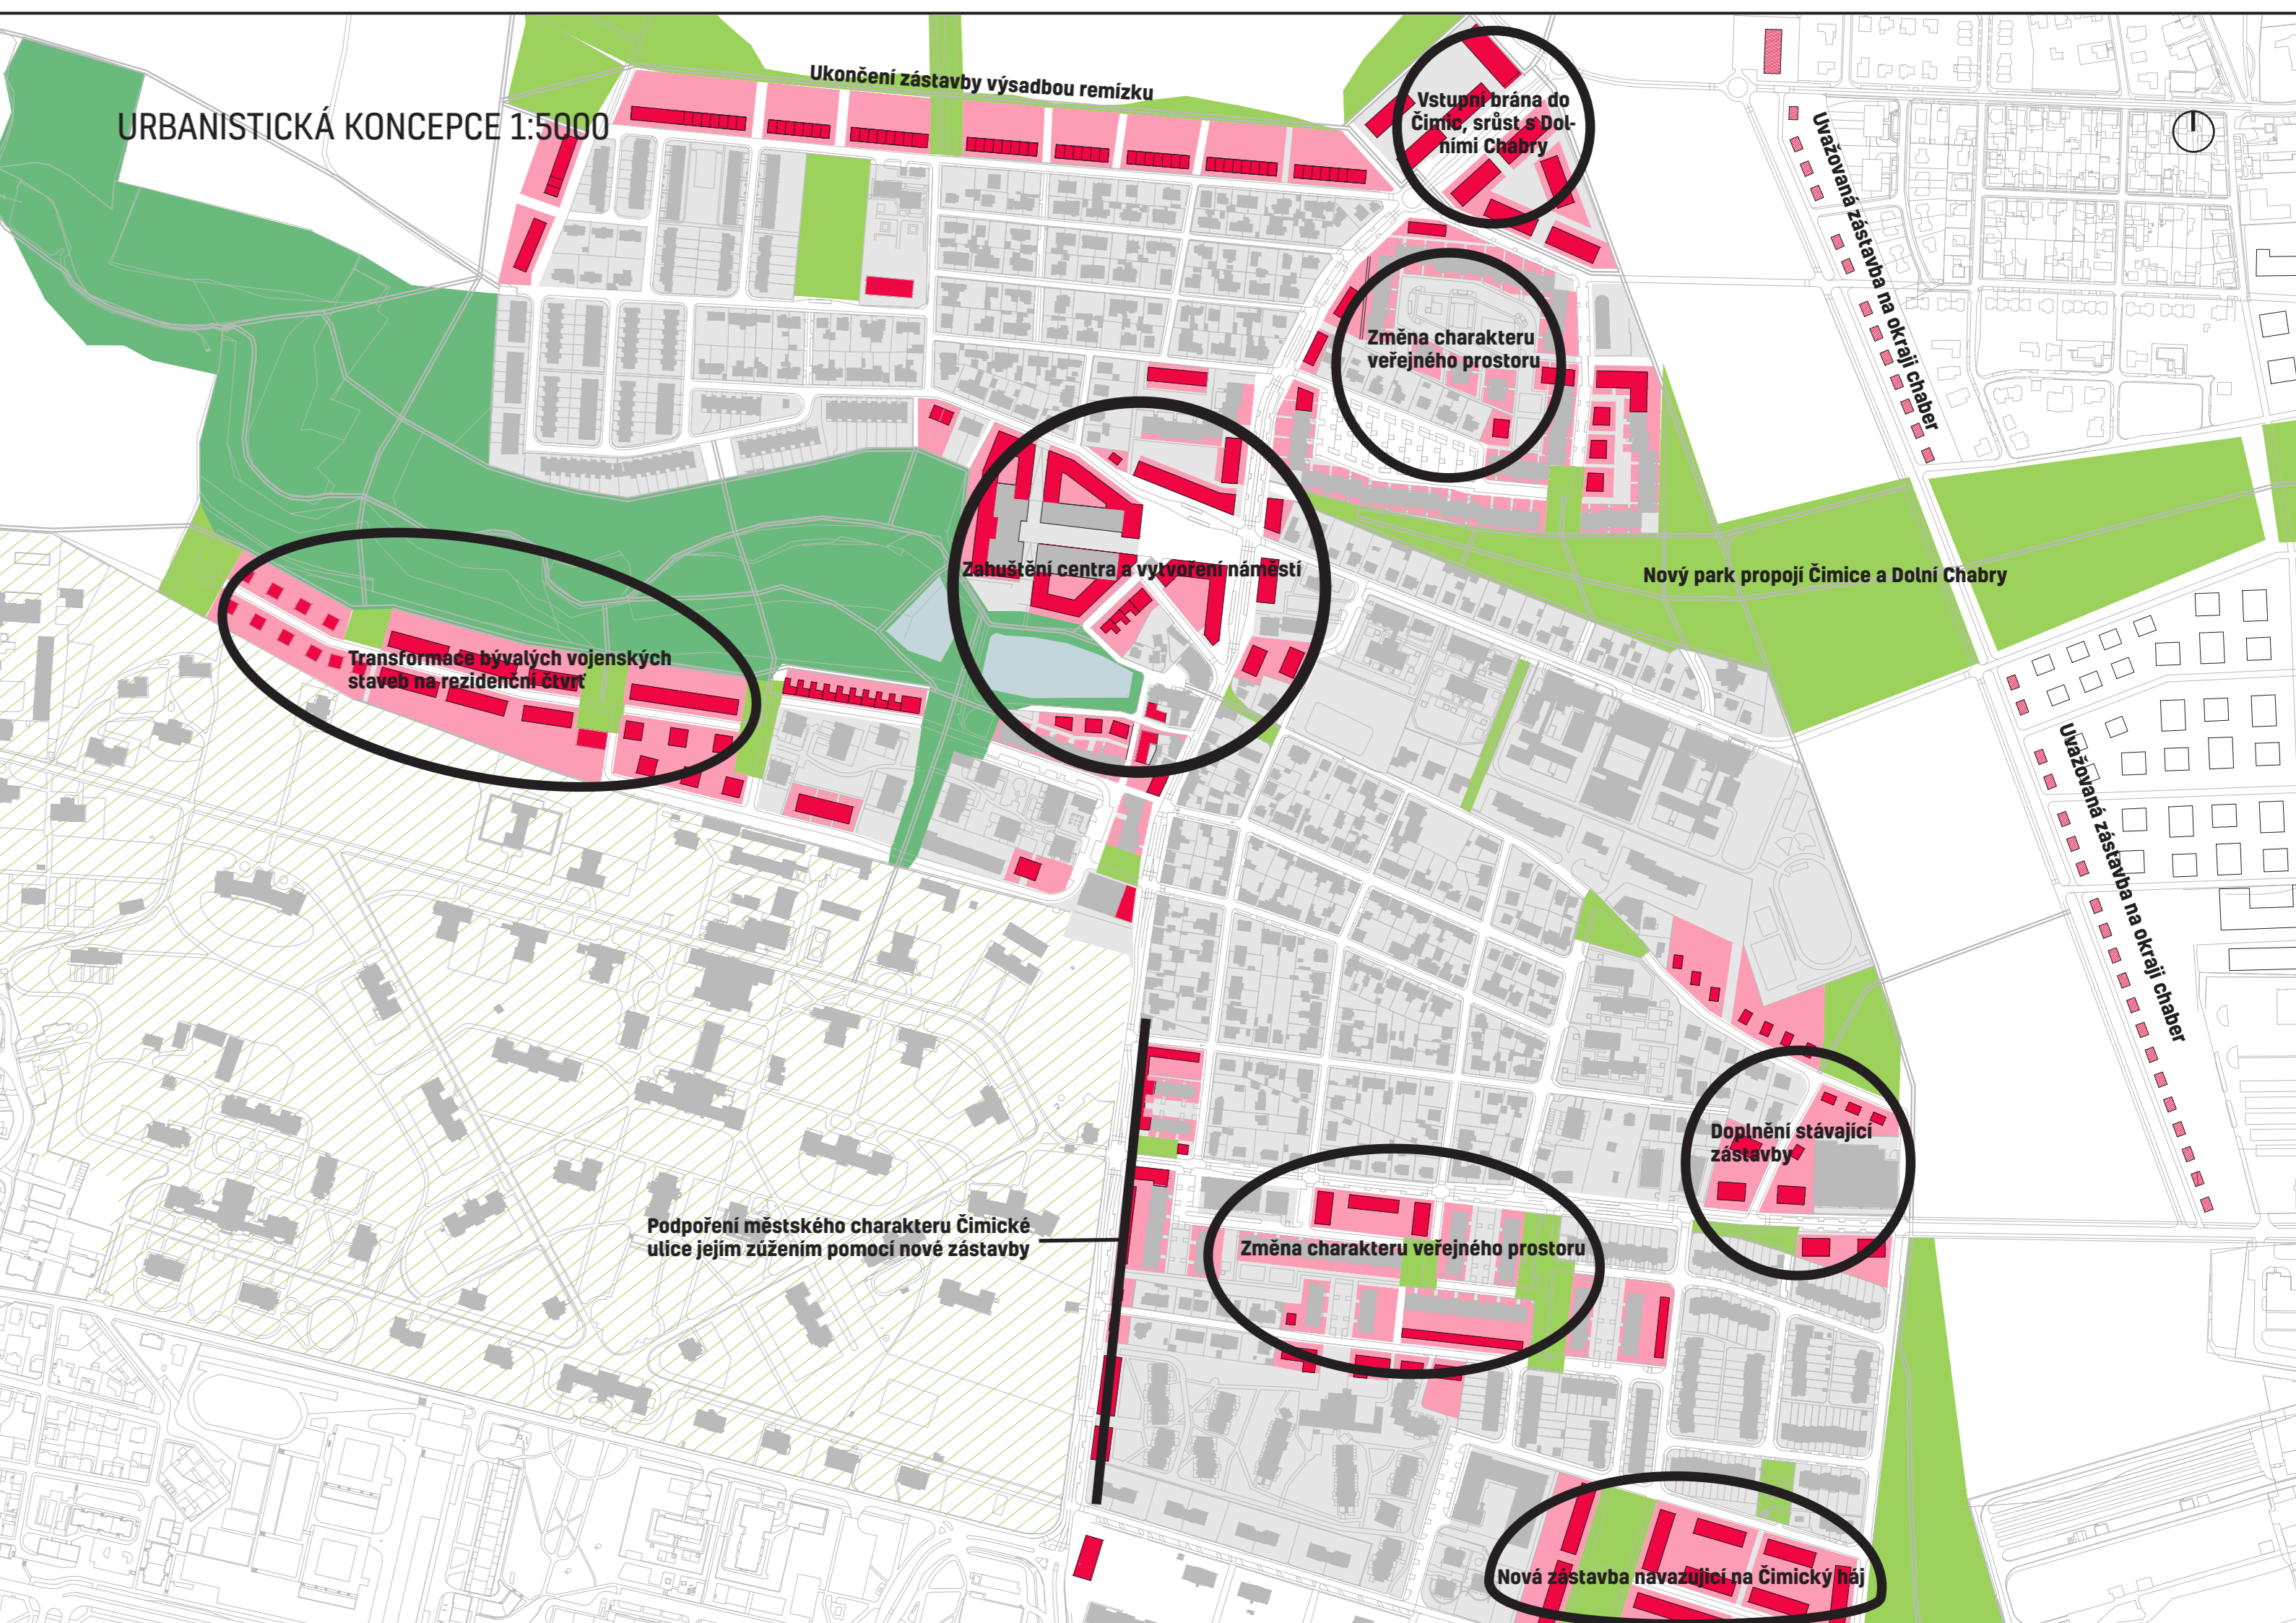 Ukončení zástavby výsadbou remízku
URBANISTICKÁ KONCEPCE 1:5000
Vstupní brána do
Čimic, srůst s Dol-
ními Chabry
Uvažovaná zástavba na okraji chaber
Změna charakteru
veřejného prostoru
Zahuštění centra a vytvoření náměstí
Nový park propojí Čimice a Dolní Chabry
Transformace bývalých vojenských
staveb na rezidenční čtvrť
Uvažovaná zástavba na okraji chaber
Doplnění stávající
zástavby
Podpoření městského charakteru Čimické
ulice jejím zúžením pomocí nové zástavby
Změna charakteru veřejného prostoru
Nová zástavba navazujicí na Čimický háj